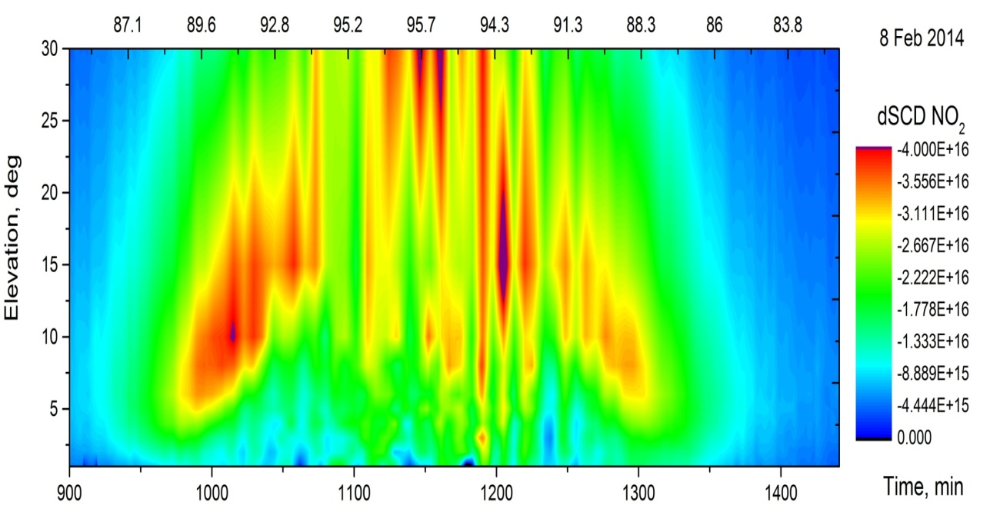 87.1 89.6 92.8 95.2 95.7 94.3 91.3 88.3 86 83.8
8 Feb 2014
30
25
20
15
10
5
Elevation, deg
900 1000 1100 1200 1300 1400
Time, min
dSCD NO2
-4.000E+16
-3.556E+16
-3.111E+16
-2.667E+16
-2.222E+16
-1.778E+16
-1.333E+16
-8.889E+15
-4.444E+15
0.000